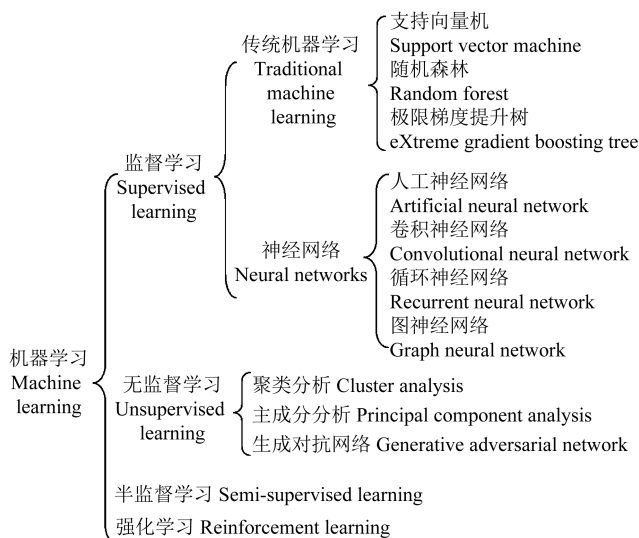 机器学习
Machine
learning
监督学习
Supervised
learning
传统机器学习
Traditional
machine
learning
支持向量机
Support vector machine
随机森林
Random forest
极限梯度提升树
eXtreme gradient boosting tree
神经网络
Neural networks
人工神经网络
Artificial neural network
卷积神经网络
Convolutional neural network
循环神经网络
Recurrent neural network
图神经网络
Graph neural network
无监督学习
Unsupervised
learning
聚类分析 Cluster analysis
主成分分析 Principal component analysis
生成对抗网络 Generative adversarial network
半监督学习 Semi-supervised learning
强化学习 Reinforcement learning